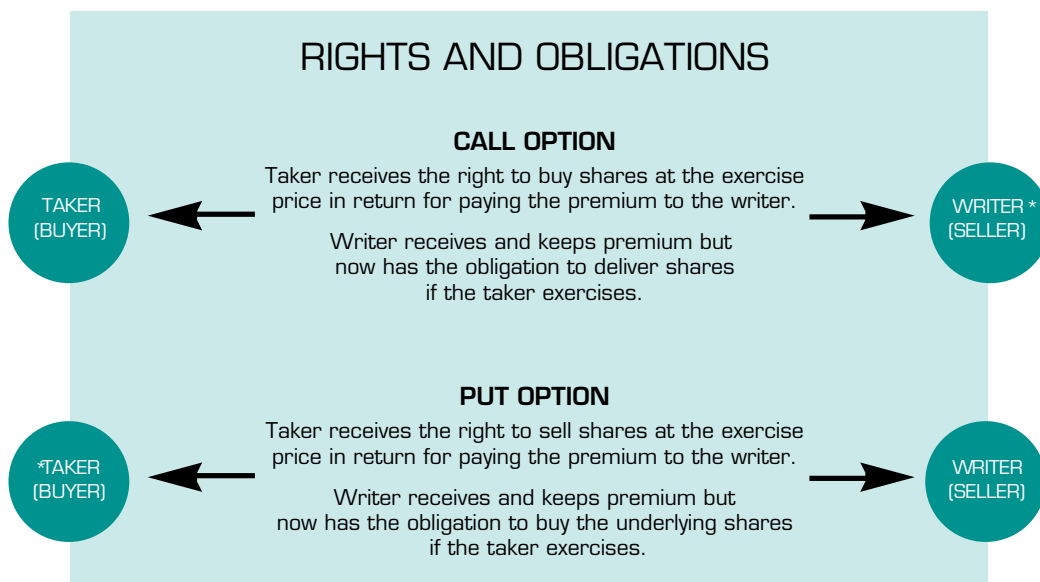 RIGHTS AND OBLIGATIONS
CALL OPTION
Taker receives the right to buy shares at the exercise
price in return for paying the premium to the writer.
Writer receives and keeps premium but
now has the obligation to deliver shares
if the taker exercises.
TAKER
(BUYER)
WRITER *
(SELLER)
PUT OPTION
Taker receives the right to sell shares at the exercise
price in return for paying the premium to the writer.
Writer receives and keeps premium but
now has the obligation to buy the underlying shares
if the taker exercises.
*TAKER
(BUYER)
WRITER
(SELLER)